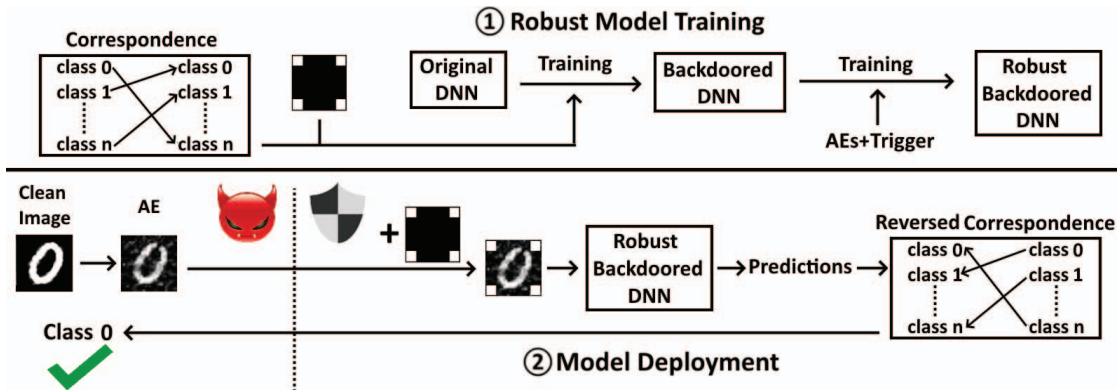 ① Robust Model Training
Correspondence
class 0 class 0
class 1 class 1
class n class n
Original
DNN
Training
Backdoored
DNN
Training
AEs+Trigger
Robust
Backdoored
DNN
Clean
Image
AE
+
Robust
Backdoored
DNN
Predictions
Reversed Correspondence
class 0 class 0
class 1 class 1
class n class n
Class 0
② Model Deployment